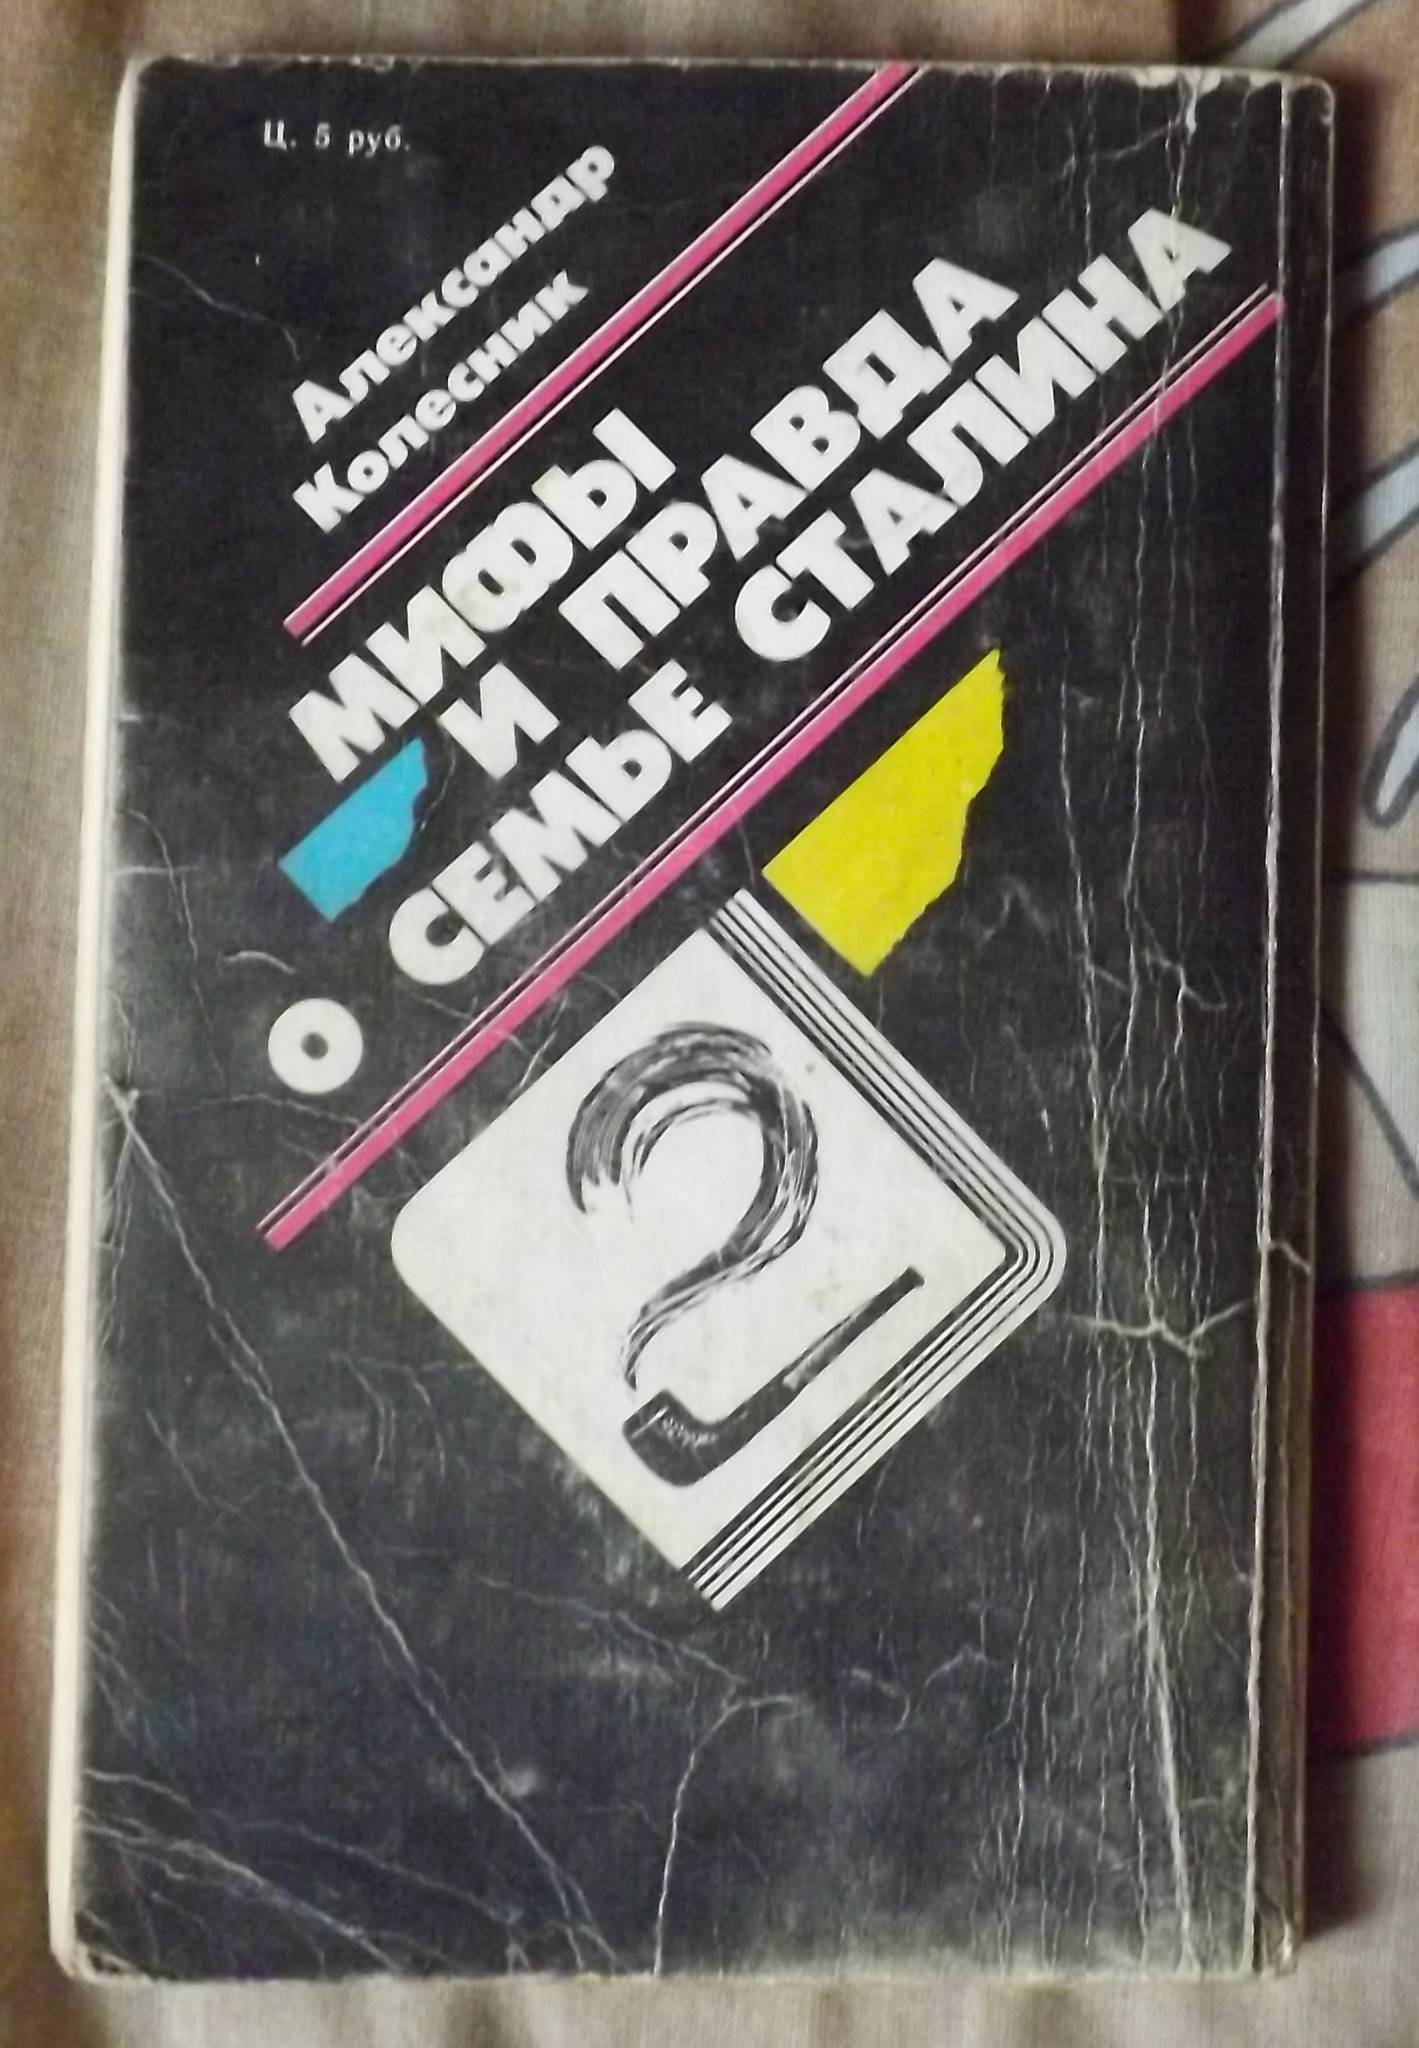 Ц. 5 руб.
Александр
Колесник
МИФЫ
И ПРАВДА
О СЕМЬЕ СТАЛИНА